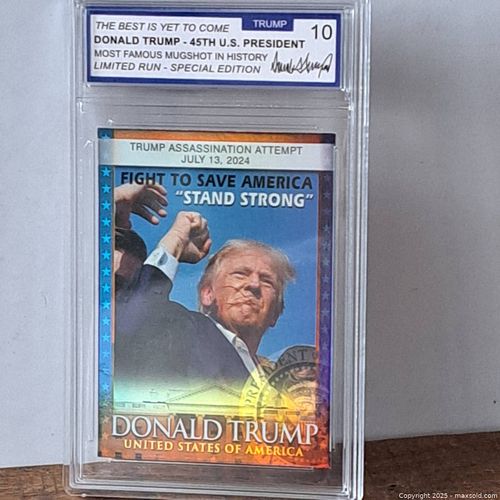 THE BEST IS YET TO COME
TRUMP
10
DONALD TRUMP - 45TH U.S. PRESIDENT
MOST FAMOUS MUGSHOT IN HISTORY
LIMITED RUN - SPECIAL EDITION
TRUMP ASSASSINATION ATTEMPT
JULY 13, 2024
FIGHT TO SAVE AMERICA
"STAND STRONG"
PRESIDENT
DONALD TRUMP
UNITED STATES OF AMERICA
Copyright 2025 - maxsold.com